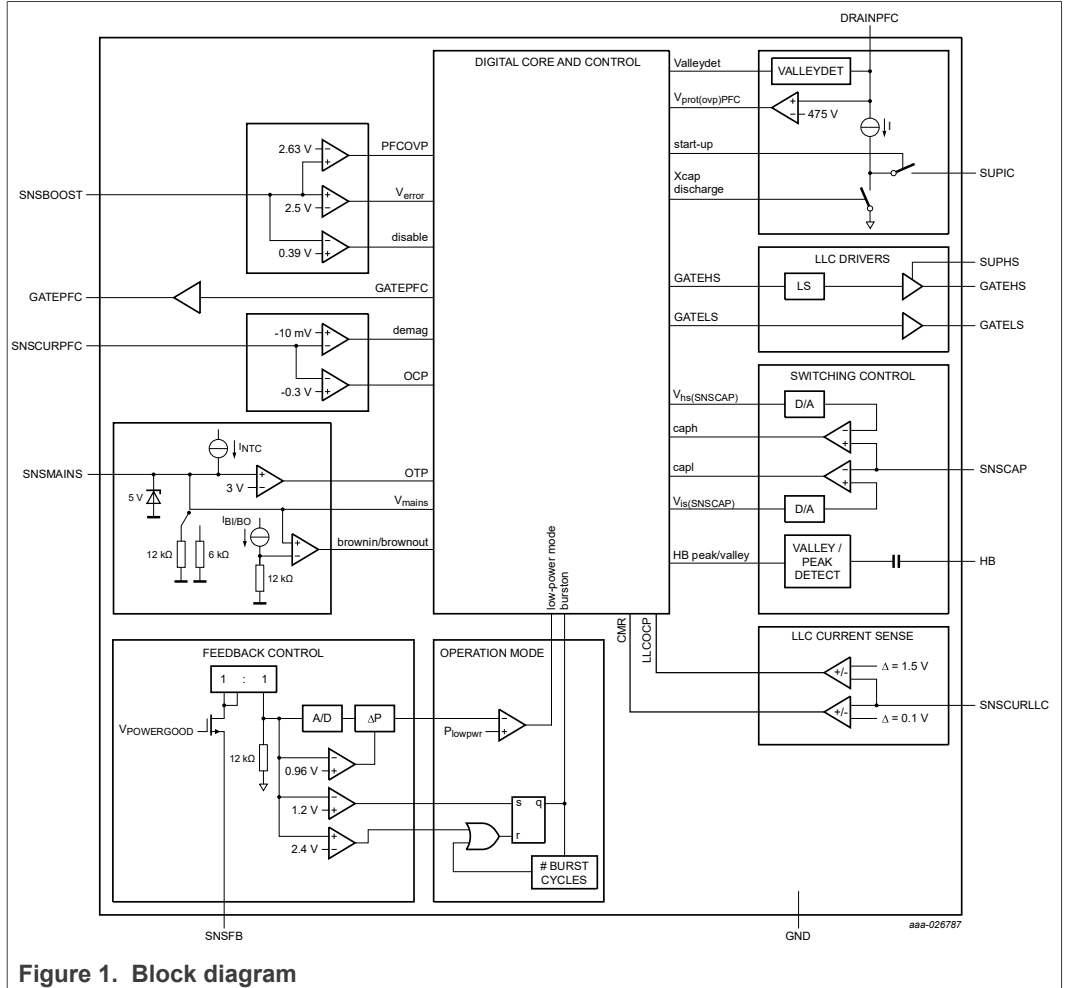 DRAINPFC
DIGITAL CORE AND CONTROL
Valleydet
VALLEYDET
Vprot(ovp)PFC
+
−
475 V
I
start-up
SUPIC
Xcap
discharge
2.63 V
−
+
PFCOVP
SNSBOOST
Verror
+
−
2.5 V
disable
−
+
0.39 V
LLC DRIVERS
SUPHS
GATEPFC
GATEPFC
GATEHS
LS
GATEHS
GATELS
GATELS
-10 mV
+
−
demag
SNSCURPFC
OCP
−
+
-0.3 V
SWITCHING CONTROL
Vhs(SNSCAP)
D/A
caph
−
+
SNSCAP
capl
−
+
Vls(SNSCAP)
D/A
HB peak/valley
VALLEY /
PEAK
DETECT
HB
INTC
SNSMAINS
+
−
3 V
OTP
5 V
Vmains
IBI/BO
12 kΩ
6 kΩ
+
−
brownin/brownout
12 kΩ
low-power mode
burston
CMR
LLCOCP
FEEDBACK CONTROL
1 : 1
VPOWERGOOD
12 kΩ
A/D
ΔP
−
+
0.96 V
−
+
1.2 V
+
−
2.4 V
SNSFB
OPERATION MODE
−
+
Plowpwr
s q
r
# BURST
CYCLES
LLC CURRENT SENSE
+/-
Δ = 1.5 V
SNSCURLLC
+/-
Δ = 0.1 V
GND
aaa-026787
Figure 1. Block diagram